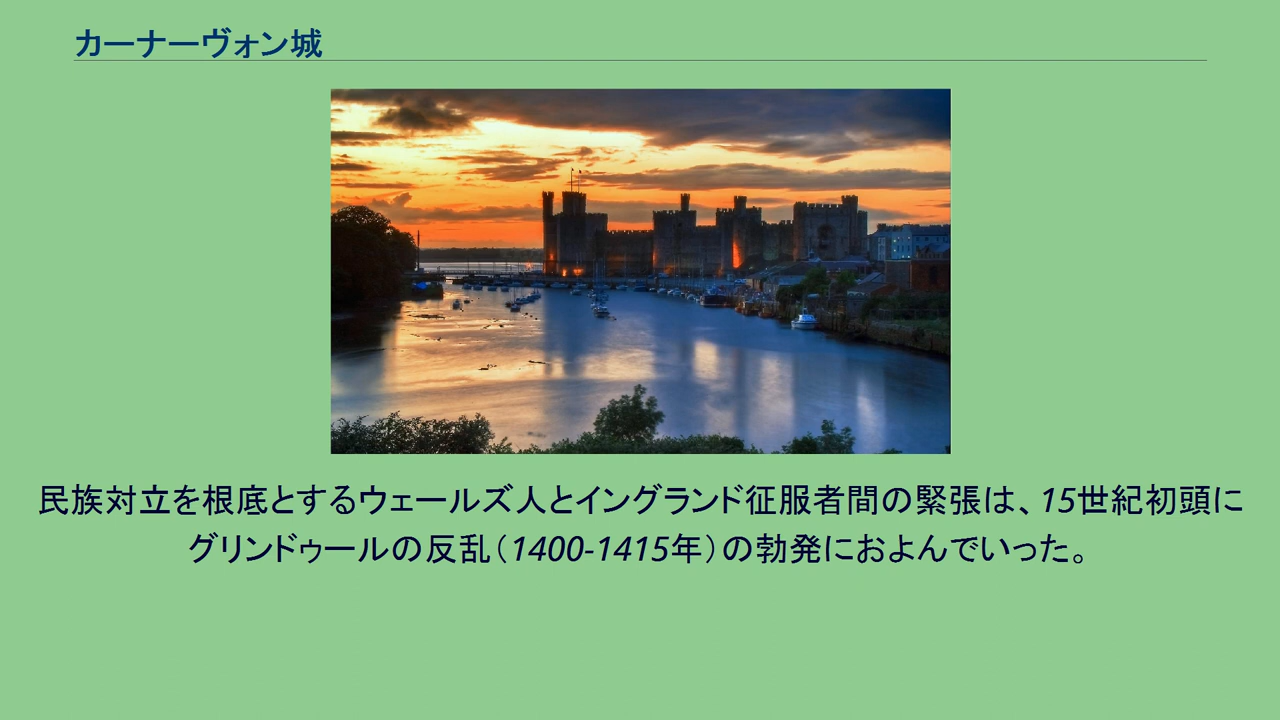 カーナーヴォン城
民族対立を根底とするウェールズ人とイングランド征服者間の緊張は、15世紀初頭に
グリンドゥールの反乱（1400-1415年）の勃発におよんでいった。